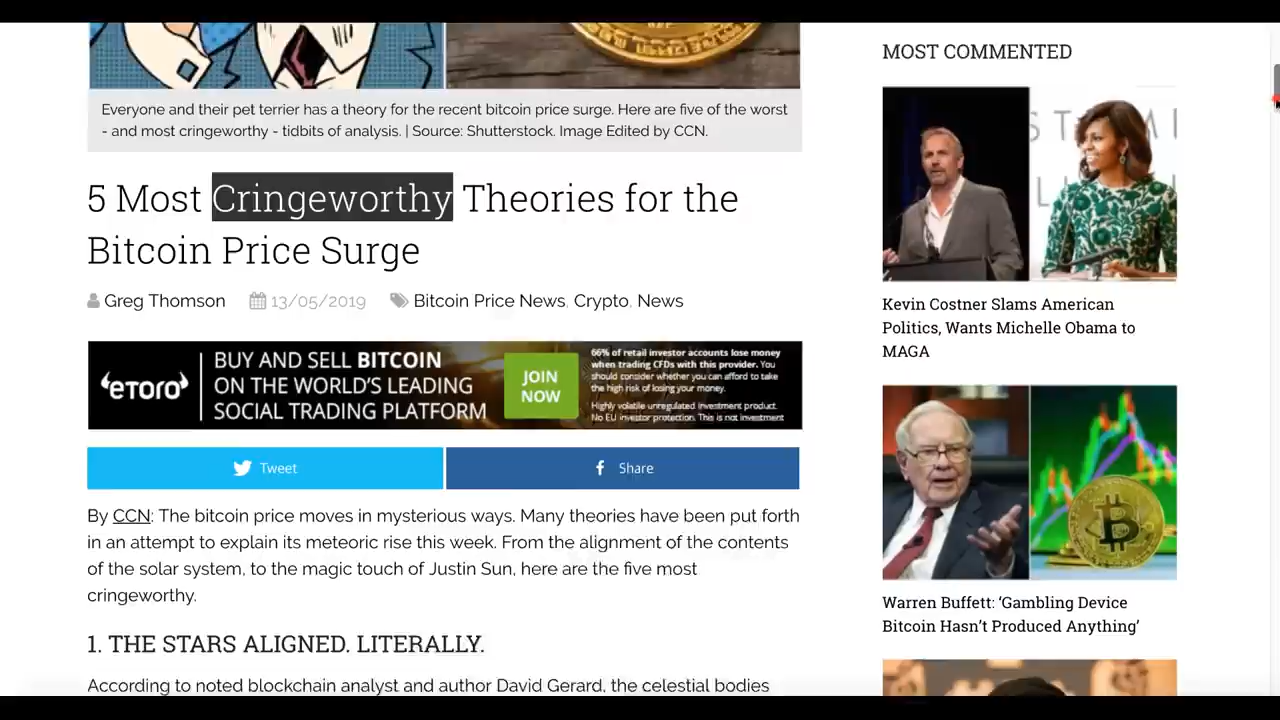 Everyone and their pet terrier has a theory for the recent bitcoin price surge. Here are five of the worst
- and most cringeworthy - tidbits of analysis. | Source: Shutterstock. Image Edited by CCN.
5 Most Cringeworthy Theories for the
Bitcoin Price Surge
Greg Thomson 13/05/2019 Bitcoin Price News, Crypto, News
eToro
BUY AND SELL BITCOIN
ON THE WORLD'S LEADING
SOCIAL TRADING PLATFORM
JOIN
NOW
66% of retail investor accounts lose money
when trading CFDs with this provider. You
should consider whether you can afford to take
the high risk of losing your money.
Highly volatile unregulated investment product.
No EU investor protection. This is not investment
Tweet
Share
By CCN: The bitcoin price moves in mysterious ways. Many theories have been put forth
in an attempt to explain its meteoric rise this week. From the alignment of the contents
of the solar system, to the magic touch of Justin Sun, here are the five most
cringeworthy.
1. THE STARS ALIGNED. LITERALLY.
According to noted blockchain analyst and author David Gerard, the celestial bodies
MOST COMMENTED
Kevin Costner Slams American
Politics, Wants Michelle Obama to
MAGA
Warren Buffett: ‘Gambling Device
Bitcoin Hasn’t Produced Anything’